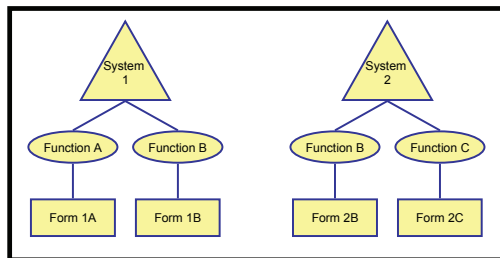 System
1
System
2
Function A
Function B
Function B
Function C
Form 1A
Form 1B
Form 2B
Form 2C